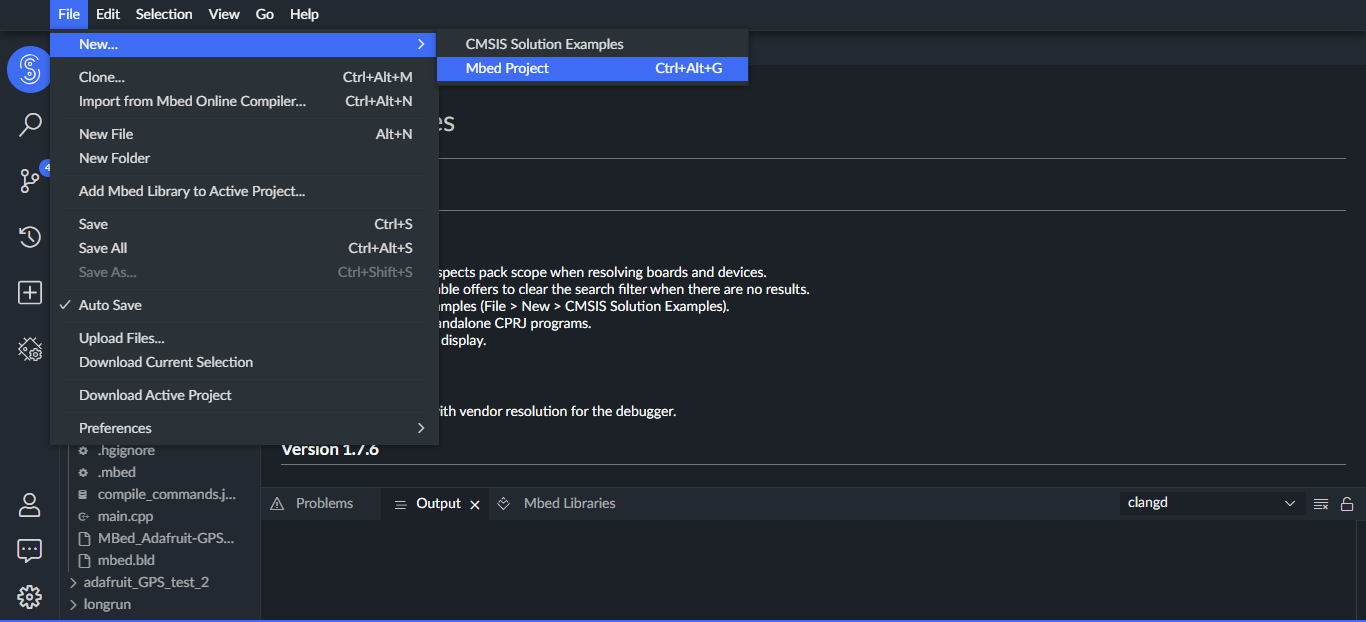 File Edit Selection View Go Help
New...
CMSIS Solution Examples
Mbed Project Ctrl+Alt+G
Clone... Ctrl+Alt+M
Import from Mbed Online Compiler... Ctrl+Alt+N
es
New File Alt+N
New Folder
4
Add Mbed Library to Active Project...
Save Ctrl+S
Save All Ctrl+Alt+S
Save As... Ctrl+Shift+S
spects pack scope when resolving boards and devices.
ble offers to clear the search filter when there are no results.
mples (File > New > CMSIS Solution Examples).
ndalone CPRJ programs.
display.
Auto Save
Upload Files...
Download Current Selection
Download Active Project
ith vendor resolution for the debugger.
Preferences
Version 1.7.6
.hgignore
.mbed
compile_commands.j...
main.cpp
MBed_Adafruit-GPS...
mbed.bld
adafruit_GPS_test_2
longrun
Problems Output Mbed Libraries clangd